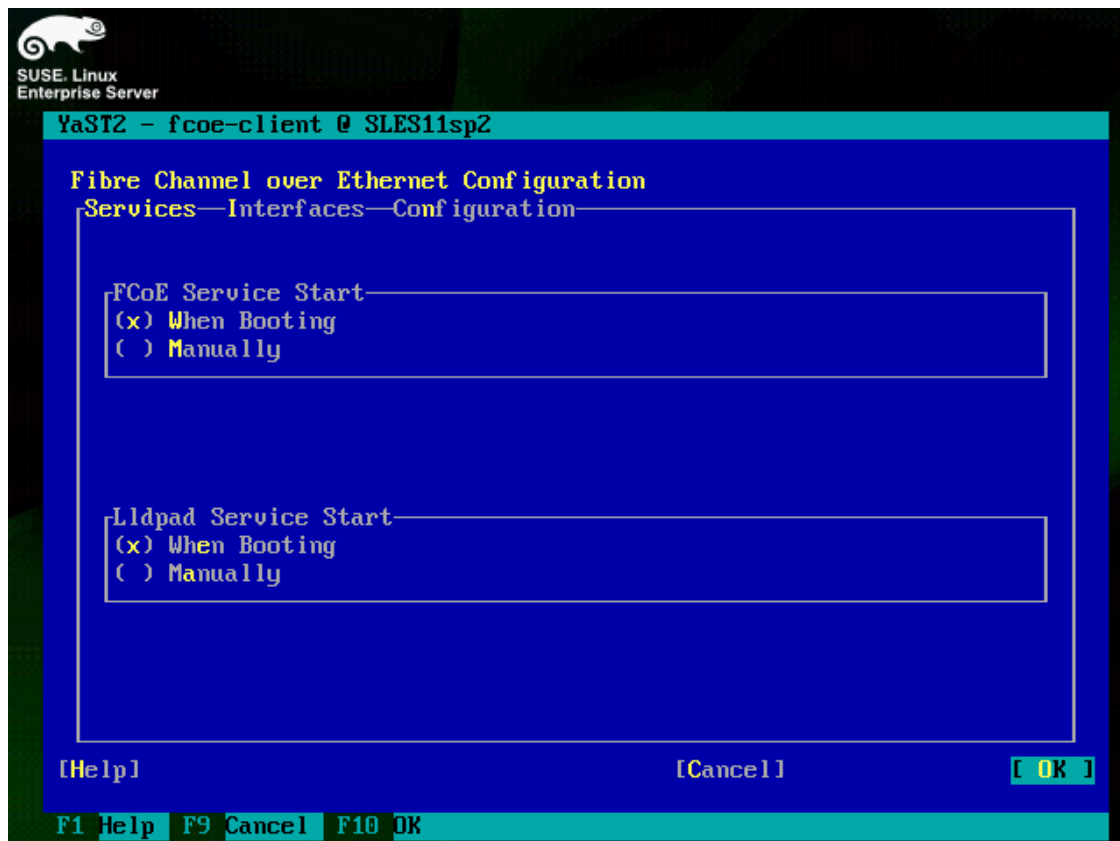 SUSE. Linux
Enterprise Server
YaST2 - fcoe-client @ SLES11sp2
Fibre Channel over Ethernet Configuration
Services—Interfaces—Configuration
FCoE Service Start
(x) When Booting
( ) Manually
Lldpad Service Start
(x) When Booting
( ) Manually
[Help] [Cancel] [ OK ]
F1 Help F9 Cancel F10 OK